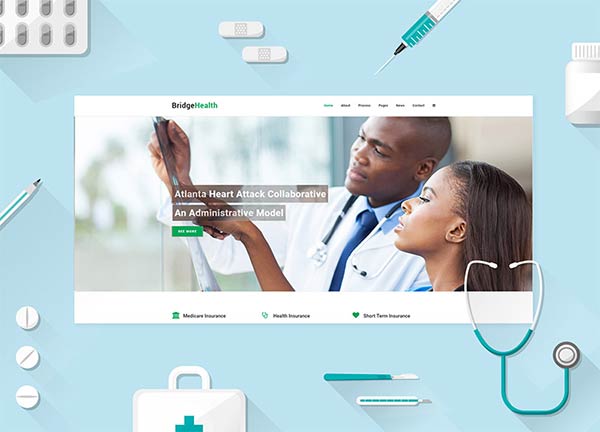 BridgeHealth
Home About Process Pages News Contact
Atlanta Heart Attack Collaborative
An Administrative Model
SEE MORE
Medicare Insurance Health Insurance Short Term Insurance